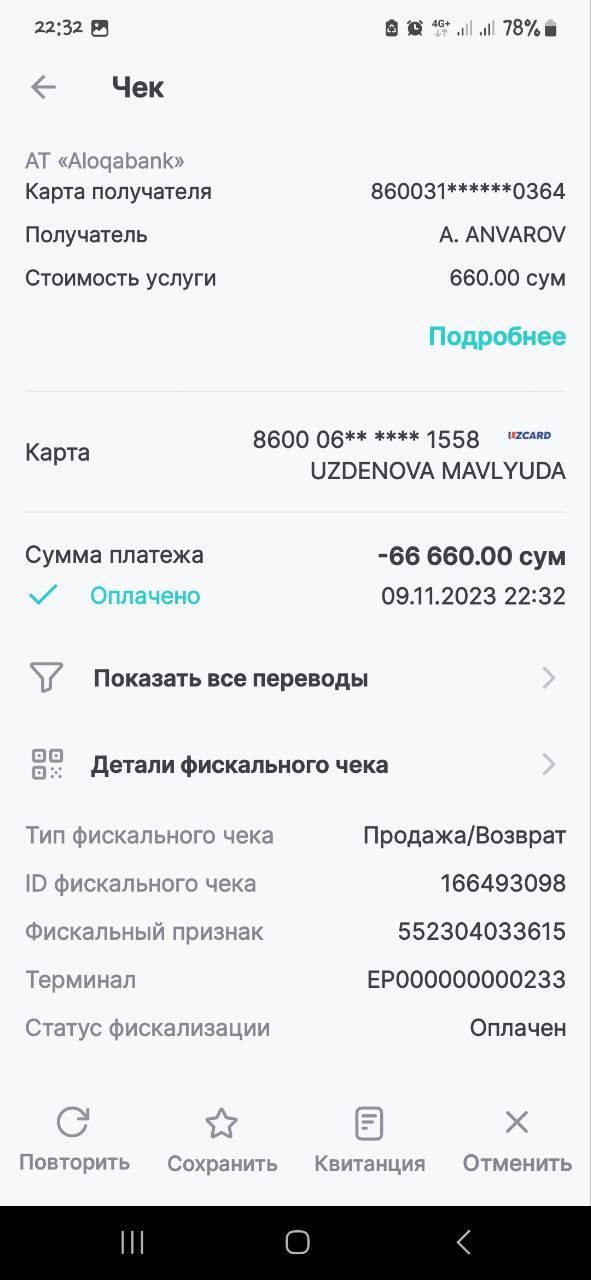 22:32 4G+ 78%
Чек
АТ «Aloqabank»
Карта получателя 860031******0364
Получатель A. ANVAROV
Стоимость услуги 660.00 сум
Подробнее
8600 06** **** 1558 UZCARD
Карта
UZDENOVA MAVLYUDA
Сумма платежа -66 660.00 сум
Оплачено 09.11.2023 22:32
Показать все переводы
Детали фискального чека
Тип фискального чека Продажа/Возврат
ID фискального чека 166493098
Фискальный признак 552304033615
Терминал EP000000000233
Статус фискализации Оплачен
Повторить Сохранить Квитанция Отменить